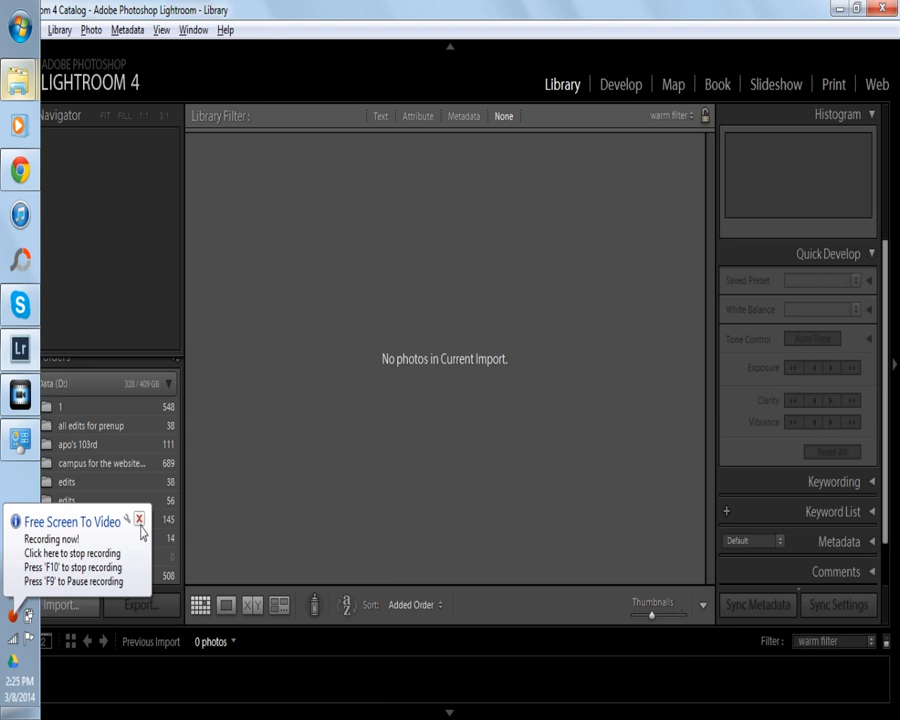 om 4 Catalog - Adobe Photoshop Lightroom - Library
Library Photo Metadata View Window Help
ADOBE PHOTOSHOP
LIGHTROOM 4
Library | Develop | Map | Book | Slideshow | Print | Web
Navigator FIT FILL 1:1 3:1
Library Filter : Text Attribute Metadata None warm filter
Histogram
Quick Develop
Saved Preset
White Balance
Tone Control Auto Tone
Exposure
Clarity
Vibrance
Reset All
No photos in Current Import.
Data (D:) 328 / 409 GB
1 548
all edits for prenup 38
apo's 103rd 111
campus for the website... 689
edits 38
edits 56
145
14
0
508
Keywording
Keyword List
Default Metadata
Comments
Free Screen To Video
Recording now!
Click here to stop recording
Press 'F10' to stop recording
Press 'F9' to Pause recording
Import... Export...
XY
Sort: Added Order
Thumbnails
Sync Metadata Sync Settings
2 Previous Import 0 photos
Filter : warm filter
Lr
2:25 PM
3/8/2014